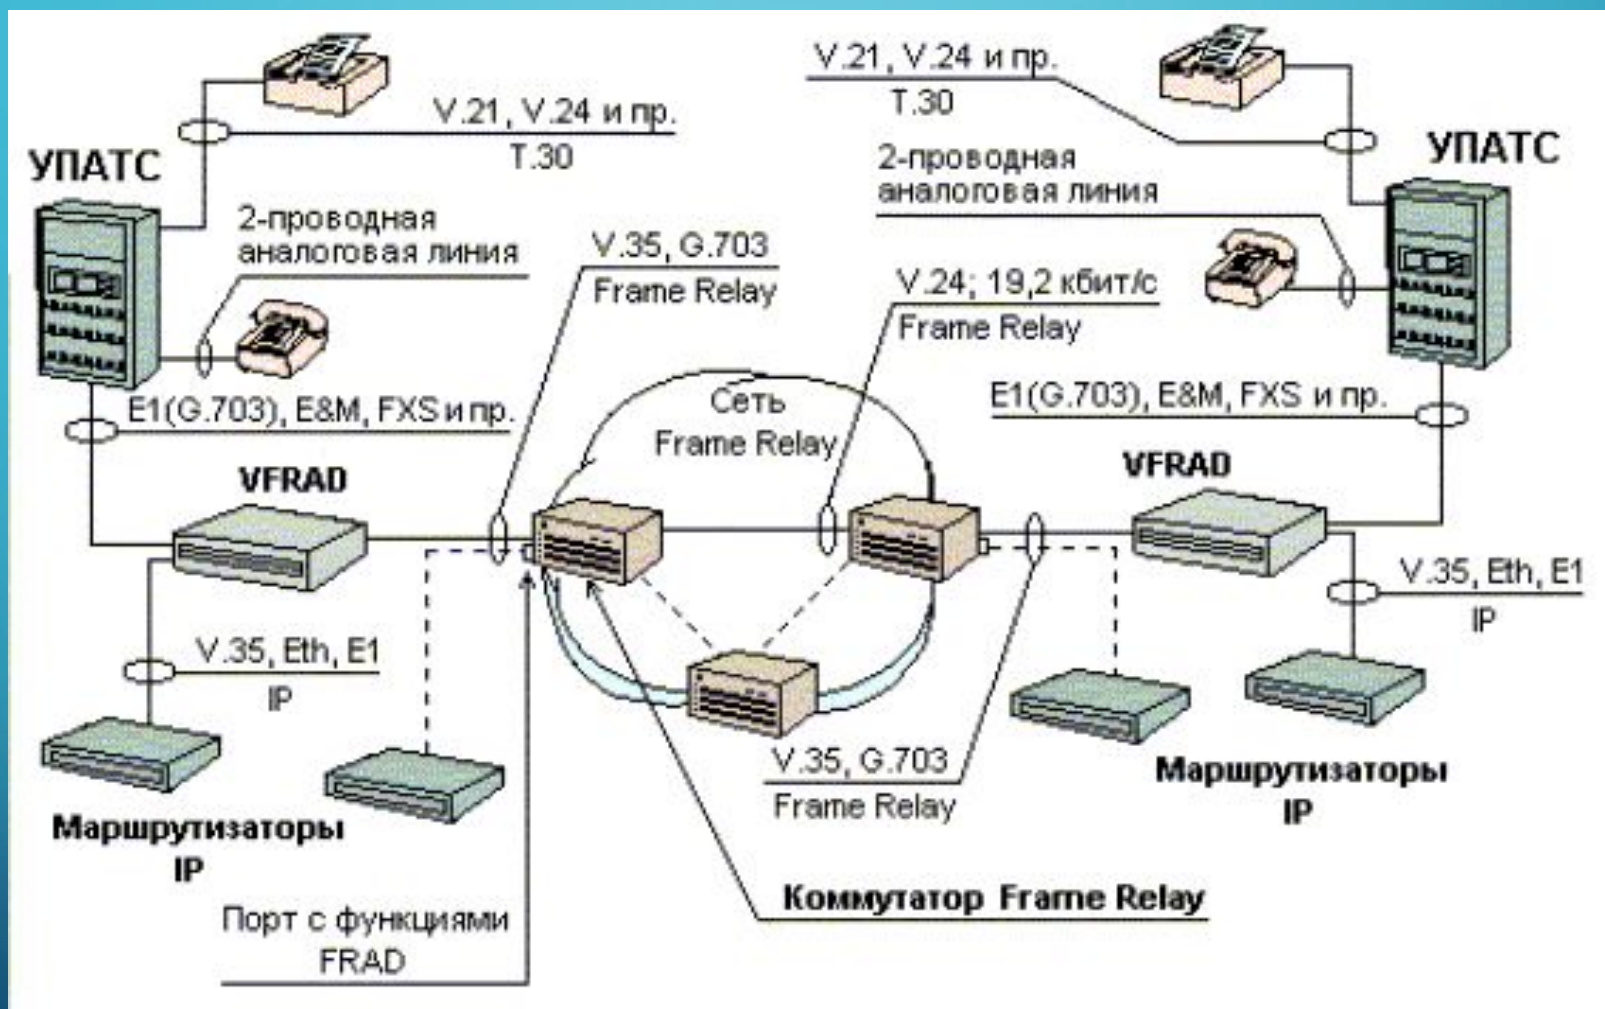 V.21, V.24 и пр.
T.30
V.21, V.24 и пр.
T.30
УПАТС
2-проводная
аналоговая линия
УПАТС
2-проводная
аналоговая линия
V.35, G.703
Frame Relay
V.24; 19,2 кбит/с
Frame Relay
E1(G.703), E&M, FXS и пр.
Сеть
Frame Relay
E1(G.703), E&M, FXS и пр.
VFRAD
VFRAD
V.35, Eth, E1
IP
V.35, Eth, E1
IP
V.35, G.703
Frame Relay
Маршрутизаторы
IP
Маршрутизаторы
IP
Коммутатор Frame Relay
Порт с функциями
FRAD